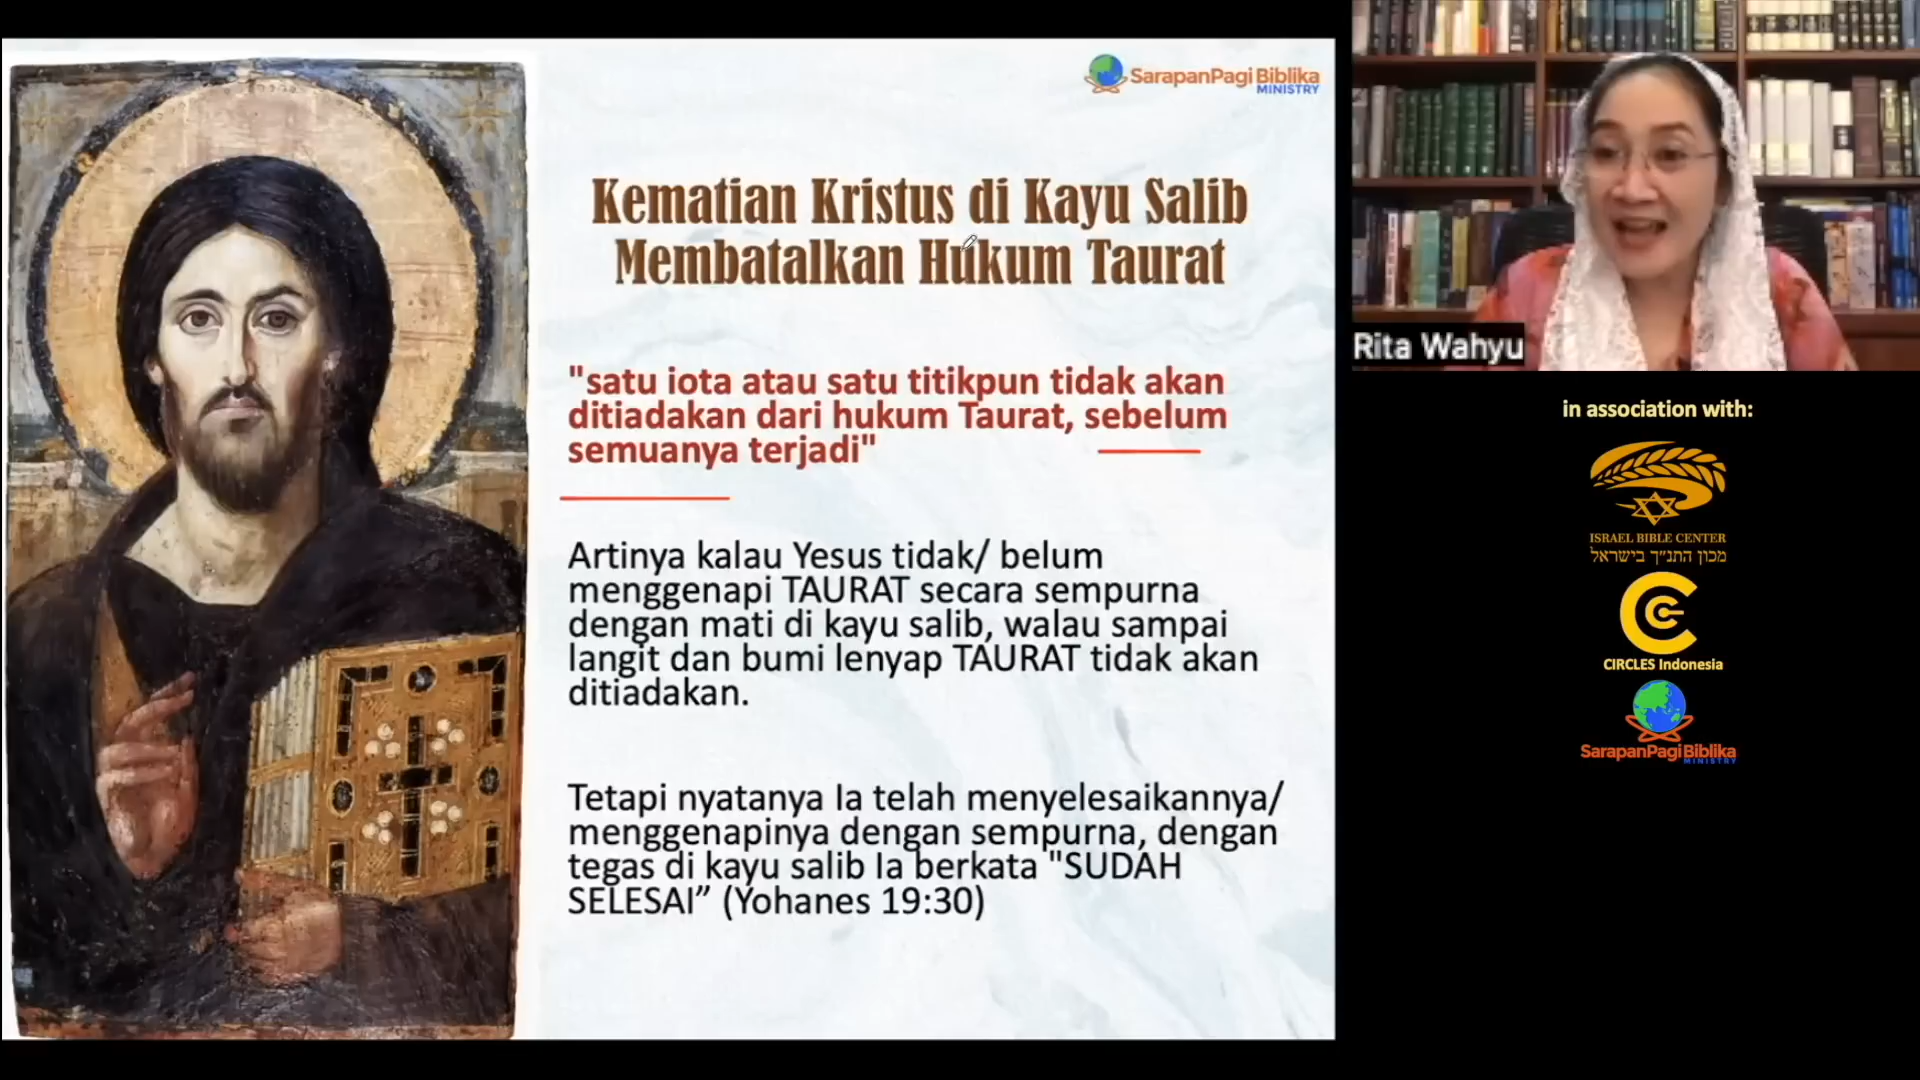 SarapanPagi Biblika
MINISTRY
Kematian Kristus di Kayu Salib
Membatalkan Hukum Taurat
"satu iota atau satu titikpun tidak akan
ditiadakan dari hukum Taurat, sebelum
semuanya terjadi"
Artinya kalau Yesus tidak/ belum
menggenapi TAURAT secara sempurna
dengan mati di kayu salib, walau sampai
langit dan bumi lenyap TAURAT tidak akan
ditiadakan.
Tetapi nyatanya Ia telah menyelesaikannya/
menggenapinya dengan sempurna, dengan
tegas di kayu salib Ia berkata "SUDAH
SELESAI” (Yohanes 19:30)
Rita Wahyu
in association with:
ISRAEL BIBLE CENTER
מכון התנ״ך בישראל
CIRCLES Indonesia
SarapanPagi Biblika
MINISTRY